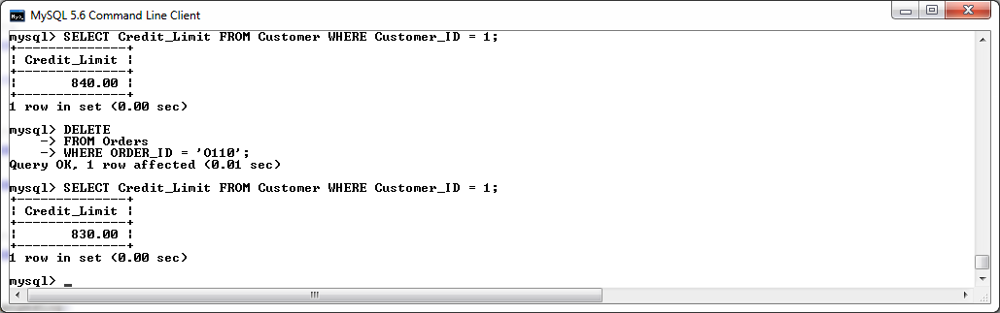 MySQL 5.6 Command Line Client
mysql> SELECT Credit_Limit FROM Customer WHERE Customer_ID = 1;
+--------------+
¦ Credit_Limit ¦
+--------------+
¦       840.00 ¦
+--------------+
1 row in set (0.00 sec)
mysql> DELETE
    -> FROM Orders
    -> WHERE ORDER_ID = 'O110';
Query OK, 1 row affected (0.01 sec)
mysql> SELECT Credit_Limit FROM Customer WHERE Customer_ID = 1;
+--------------+
¦ Credit_Limit ¦
+--------------+
¦       830.00 ¦
+--------------+
1 row in set (0.00 sec)
mysql> _